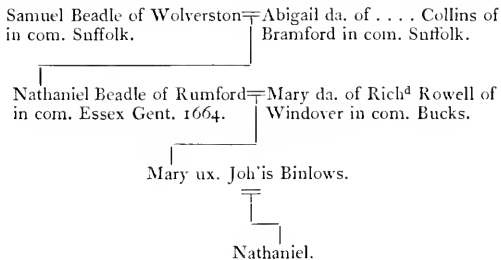 Samuel Beadle of Wolverston Abigail da. of . . . . Collins of
in com. Suffolk. Bramford in com. Suffolk.
Nathaniel Beadle of Rumford Mary da. of Richᵈ Rowell of
in com. Essex Gent. 1664. Windover in com. Bucks.
Mary ux. Joh'is Binlows.
Nathaniel.